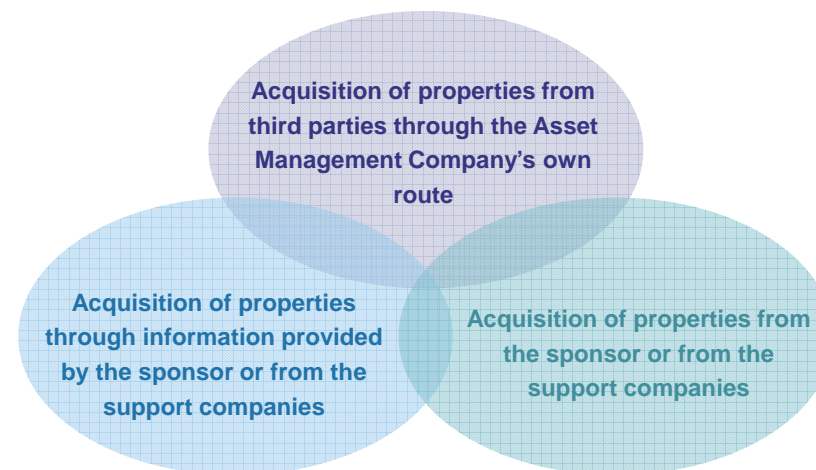 Acquisition of properties from
third parties through the Asset
Management Company's own
route
Acquisition of properties
through information provided
by the sponsor or from the
support companies
Acquisition of properties from
the sponsor or from the
support companies